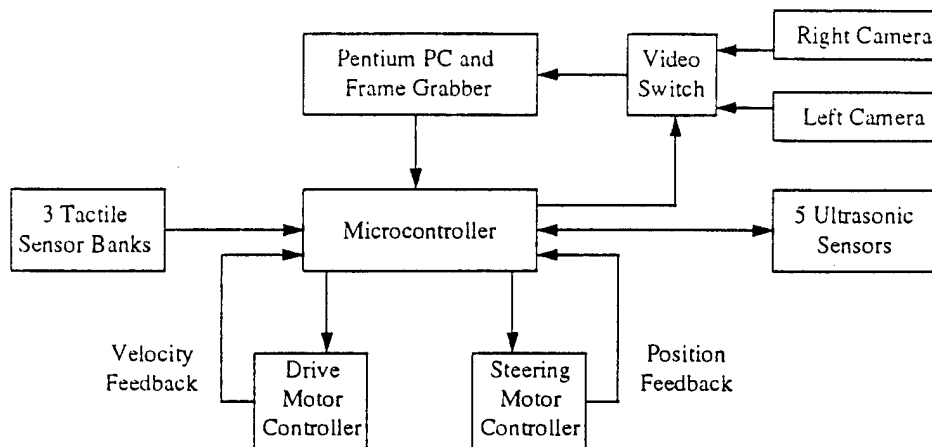 Right Camera
Pentium PC and
Frame Grabber
Video
Switch
Left Camera
3 Tactile
Sensor Banks
Microcontroller
5 Ultrasonic
Sensors
Velocity
Feedback
Drive
Motor
Controller
Steering
Motor
Controller
Position
Feedback